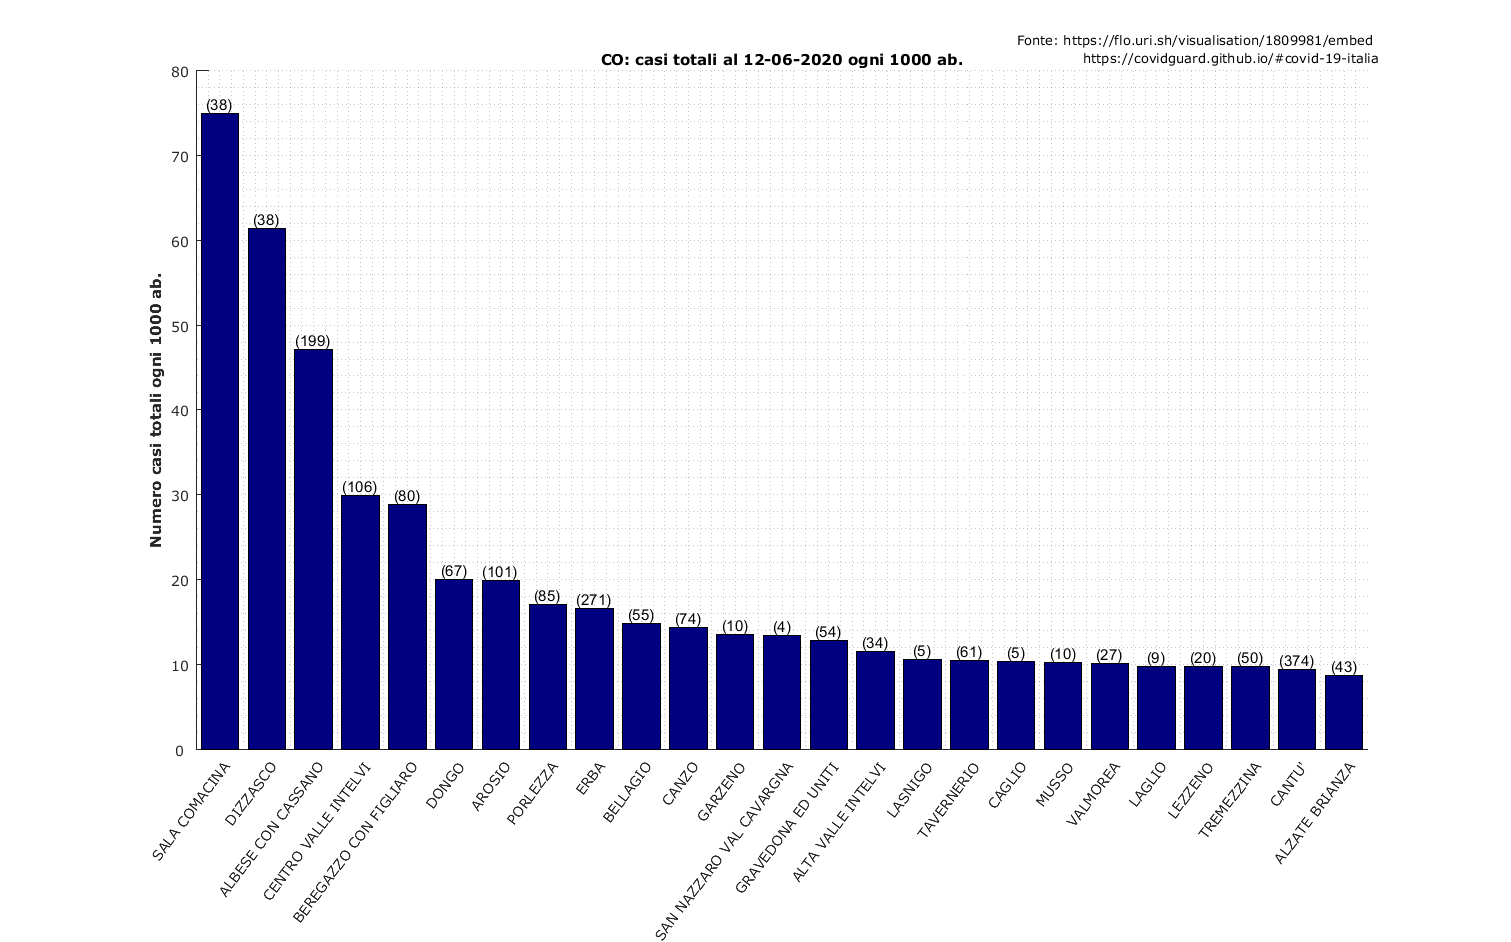 Fonte: https://flo.uri.sh/visualisation/1809981/embed
https://covidguard.github.io/#covid-19-italia
CO: casi totali al 12-06-2020 ogni 1000 ab.
Numero casi totali ogni 1000 ab.
80
70
60
50
40
30
20
10
0
(38)
(38)
(199)
(106)
(80)
(67)
(101)
(85)
(271)
(55)
(74)
(10)
(4)
(54)
(34)
(5)
(61)
(5)
(10)
(27)
(9)
(20)
(50)
(374)
(43)
SALA COMACINA
DIZZASCO
ALBESE CON CASSANO
CENTRO VALLE INTELVI
BEREGAZZO CON FIGLIARO
DONGO
AROSIO
PORLEZZA
ERBA
BELLAGIO
CANZO
GARZENO
SAN NAZZARO VAL CAVARGNA
GRAVEDONA ED UNITI
ALTA VALLE INTELVI
LASNIGO
TAVERNERIO
CAGLIO
MUSSO
VALMOREA
LAGLIO
LEZZENO
TREMEZZINA
CANTU'
ALZATE BRIANZA